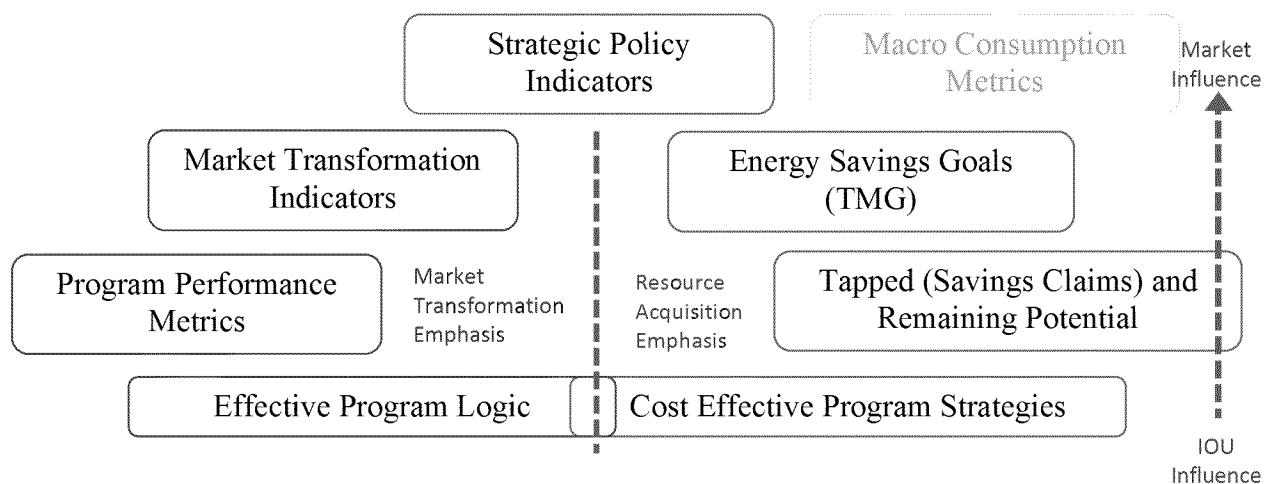 Strategic Policy
Indicators
Macro Consumption
Metrics
Market
Influence
Market Transformation
Indicators
Energy Savings Goals
(TMG)
Program Performance
Metrics
Market
Transformation
Emphasis
Resource
Acquisition
Emphasis
Tapped (Savings Claims) and
Remaining Potential
Effective Program Logic
Cost Effective Program Strategies
IOU
Influence